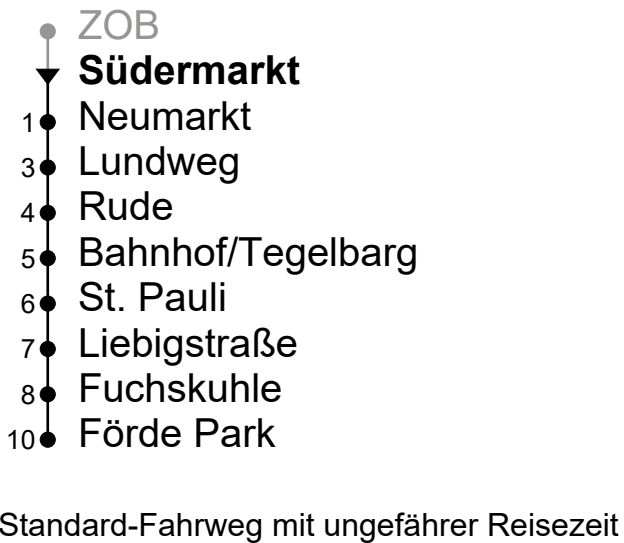 ZOB
Südermarkt
1 Neumarkt
3 Lundweg
4 Rude
5 Bahnhof/Tegelbarg
6 St. Pauli
7 Liebigstraße
8 Fuchskuhle
10 Förde Park
Standard-Fahrweg mit ungefährer Reisezeit